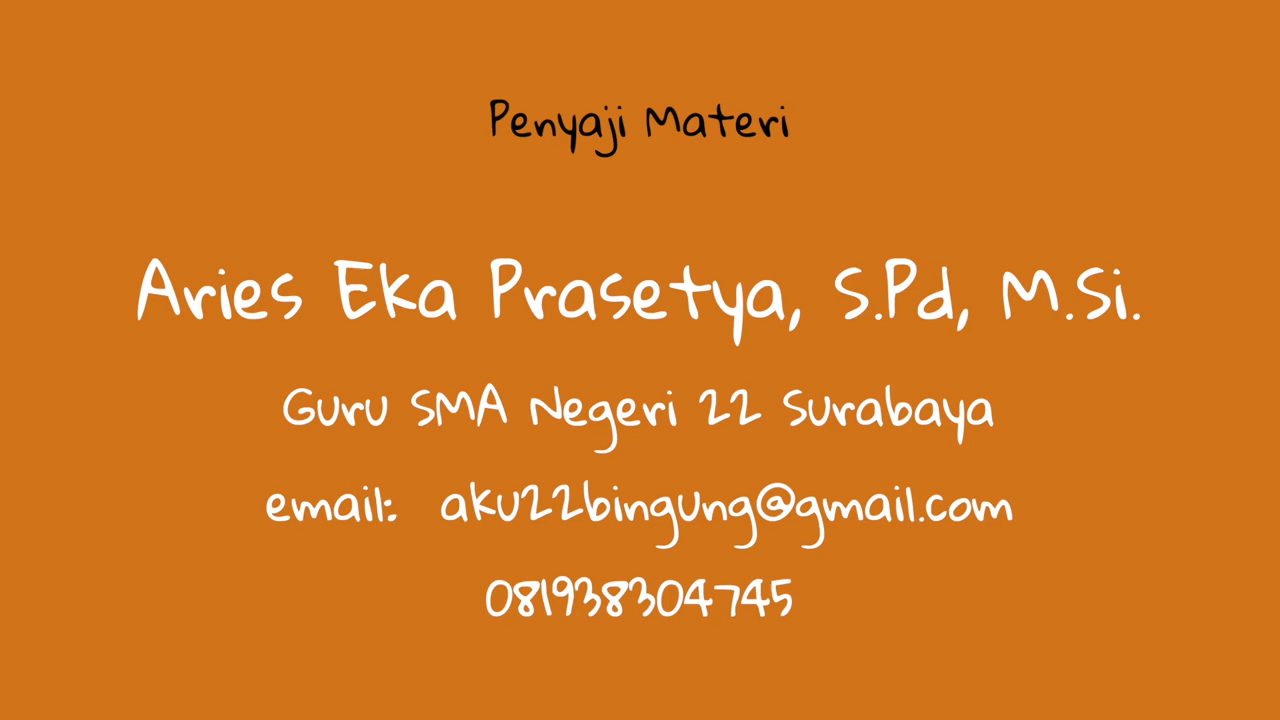 Penyaji Materi
Aries Eka Prasetya, S.Pd, M.Si.
Guru SMA Negeri 22 Surabaya
email: aku22bingung@gmail.com
081938304745